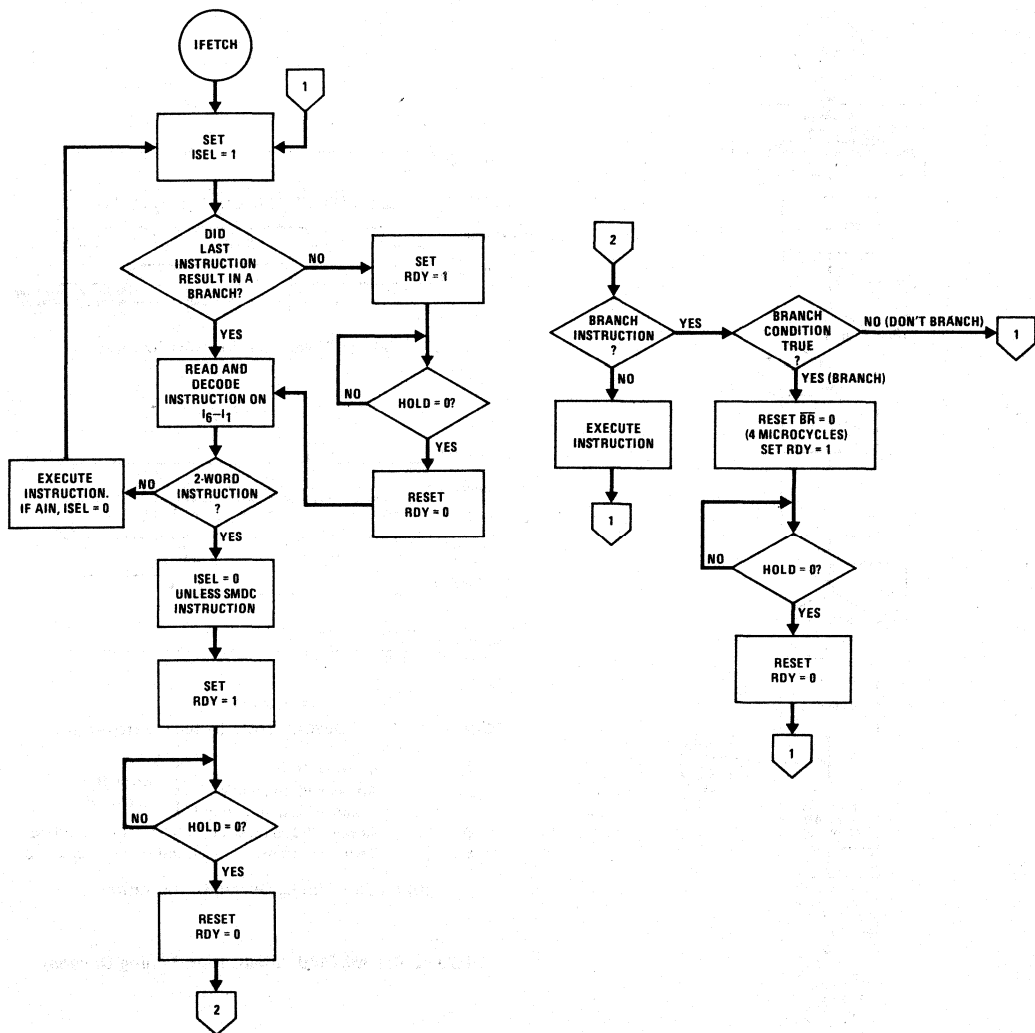 IFETCH
1
SET
ISEL = 1
DID
LAST
INSTRUCTION
RESULT IN A
BRANCH?
NO
SET
RDY = 1
YES
READ AND
DECODE
INSTRUCTION ON
I6–I1
NO
HOLD = 0?
YES
RESET
RDY = 0
2-WORD
INSTRUCTION
?
NO
EXECUTE
INSTRUCTION.
IF AIN, ISEL = 0
YES
ISEL = 0
UNLESS SMDC
INSTRUCTION
SET
RDY = 1
NO
HOLD = 0?
YES
RESET
RDY = 0
2
2
BRANCH
INSTRUCTION
?
YES
BRANCH
CONDITION
TRUE
?
NO (DON'T BRANCH)
1
NO
EXECUTE
INSTRUCTION
1
YES (BRANCH)
RESET B̅R̅ = 0
(4 MICROCYCLES)
SET RDY = 1
NO
HOLD = 0?
YES
RESET
RDY = 0
1